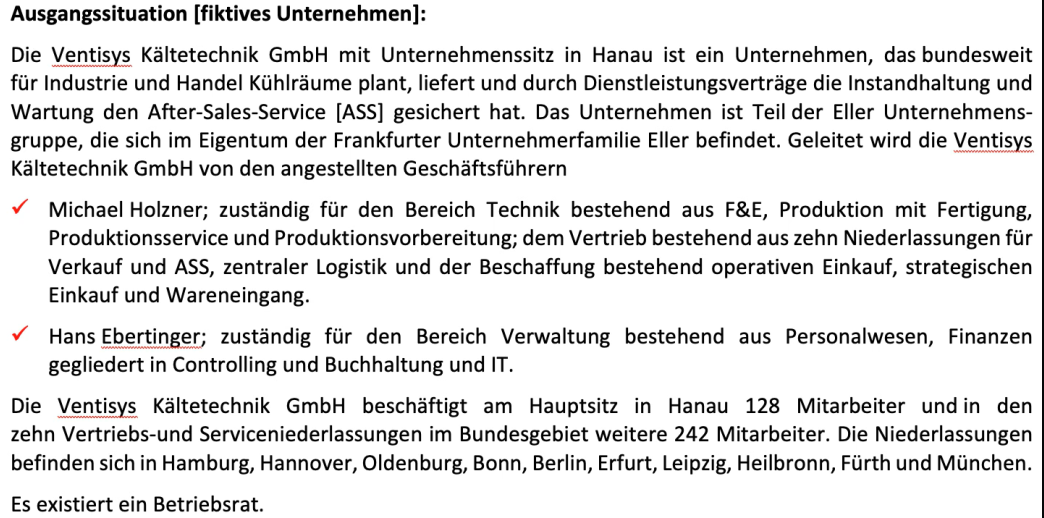 Ausgangssituation [fiktives Unternehmen]:
Die Ventisys Kältetechnik GmbH mit Unternehmenssitz in Hanau ist ein Unternehmen, das bundesweit
für Industrie und Handel Kühlräume plant, liefert und durch Dienstleistungsverträge die Instandhaltung und
Wartung den After-Sales-Service [ASS] gesichert hat. Das Unternehmen ist Teil der Eller Unternehmens-
gruppe, die sich im Eigentum der Frankfurter Unternehmerfamilie Eller befindet. Geleitet wird die Ventisys
Kältetechnik GmbH von den angestellten Geschäftsführern
✓ Michael Holzner; zuständig für den Bereich Technik bestehend aus F&E, Produktion mit Fertigung,
Produktionsservice und Produktionsvorbereitung; dem Vertrieb bestehend aus zehn Niederlassungen für
Verkauf und ASS, zentraler Logistik und der Beschaffung bestehend operativen Einkauf, strategischen
Einkauf und Wareneingang.
✓ Hans Ebertinger; zuständig für den Bereich Verwaltung bestehend aus Personalwesen, Finanzen
gegliedert in Controlling und Buchhaltung und IT.
Die Ventisys Kältetechnik GmbH beschäftigt am Hauptsitz in Hanau 128 Mitarbeiter und in den
zehn Vertriebs-und Serviceniederlassungen im Bundesgebiet weitere 242 Mitarbeiter. Die Niederlassungen
befinden sich in Hamburg, Hannover, Oldenburg, Bonn, Berlin, Erfurt, Leipzig, Heilbronn, Fürth und München.
Es existiert ein Betriebsrat.